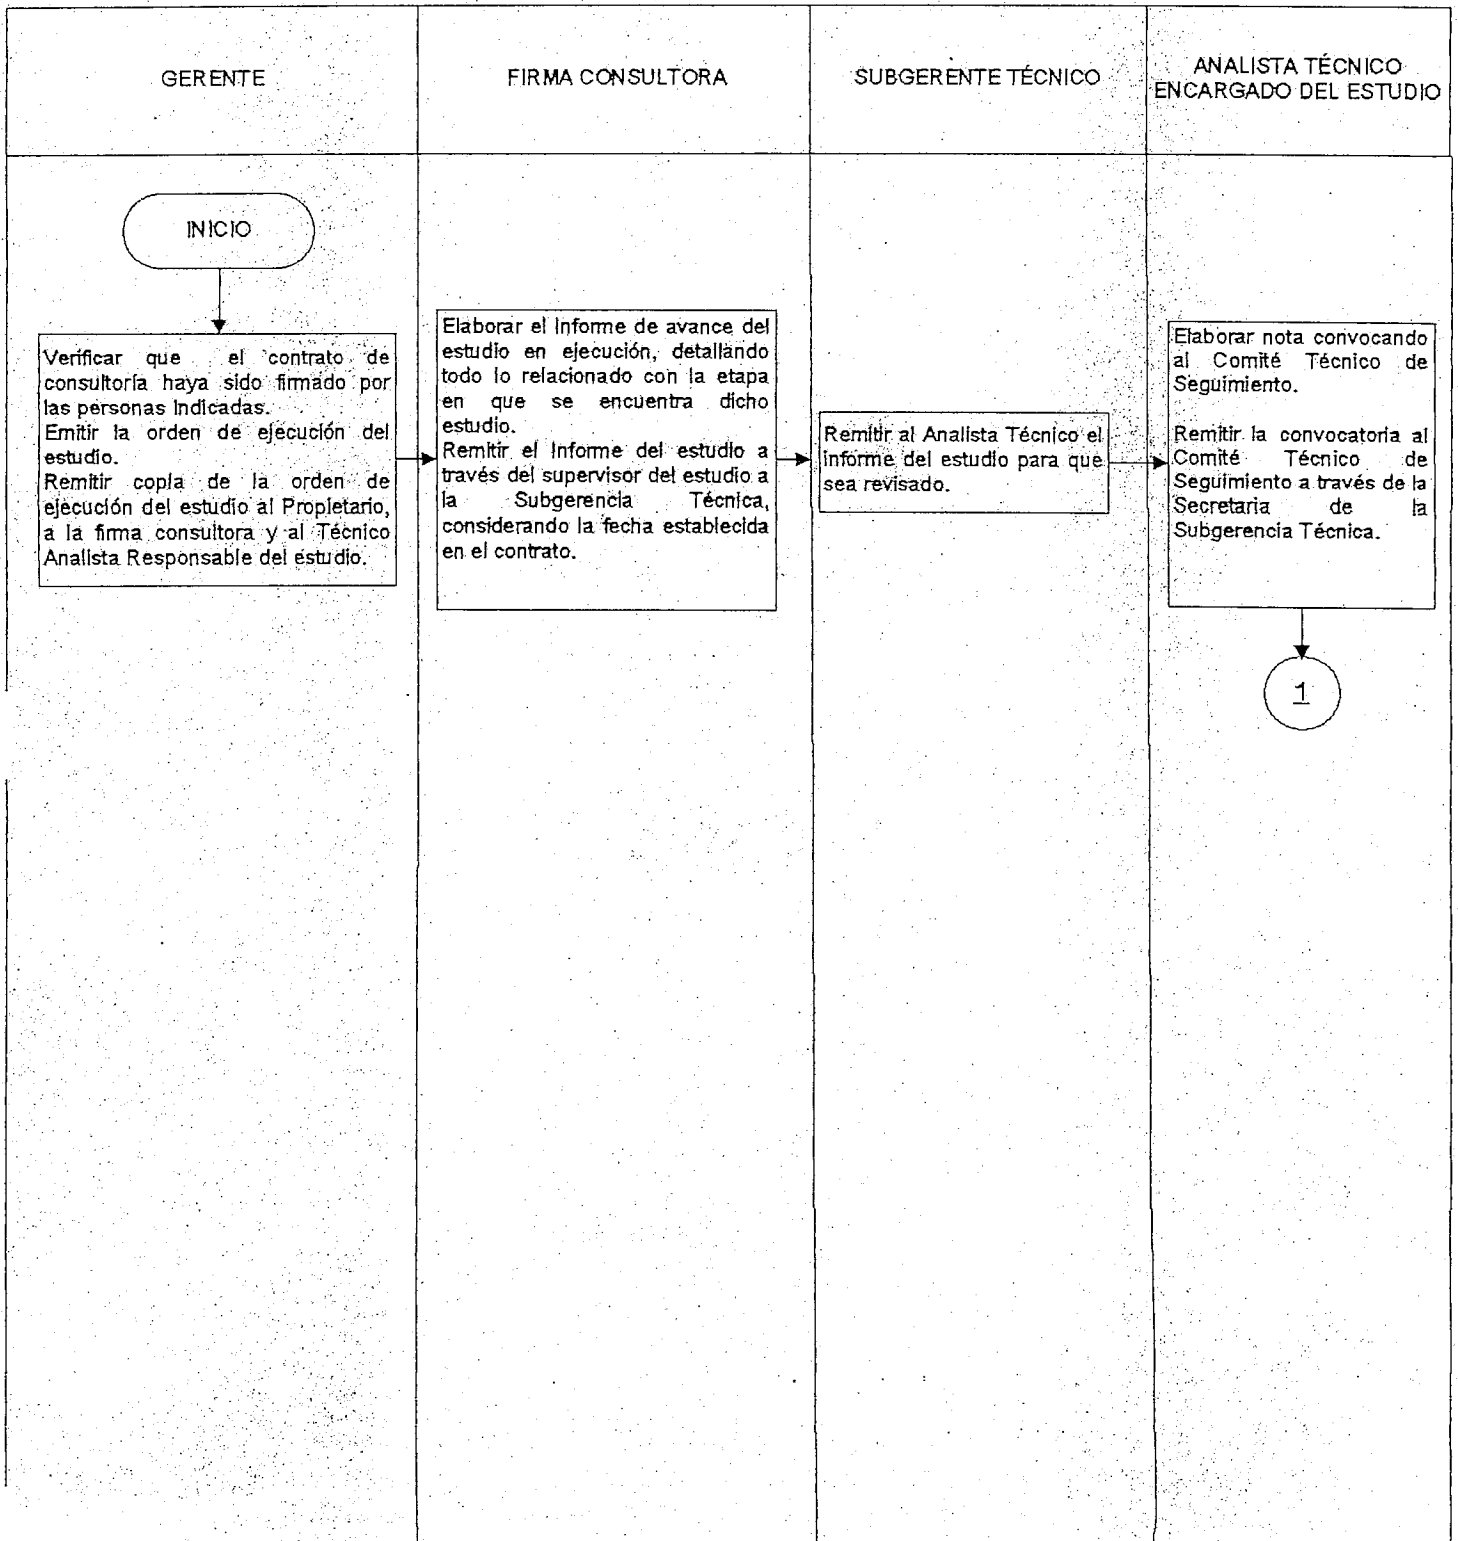 GERENTE
FIRMA CONSULTORA
SUBGERENTE TÉCNICO
ANALISTA TÉCNICO
ENCARGADO DEL ESTUDIO
INICIO
Verificar que el contrato de
consultoría haya sido firmado por
las personas Indicadas.
Emitir la orden de ejecución del
estudio.
Remitir copia de la orden de
ejecución del estudio al Propietario,
a la firma consultora y al Técnico
Analista Responsable del estudio.
Elaborar el Informe de avance del
estudio en ejecución, detallando
todo lo relacionado con la etapa
en que se encuentra dicho
estudio.
Remitir el Informe del estudio a
través del supervisor del estudio a
la Subgerencia Técnica,
considerando la fecha establecida
en el contrato.
Remitir al Analista Técnico el
informe del estudio para que
sea revisado.
Elaborar nota convocando
al Comité Técnico de
Seguimiento.
Remitir la convocatoria al
Comité Técnico de
Seguimiento a través de la
Secretaria de la
Subgerencia Técnica.
1